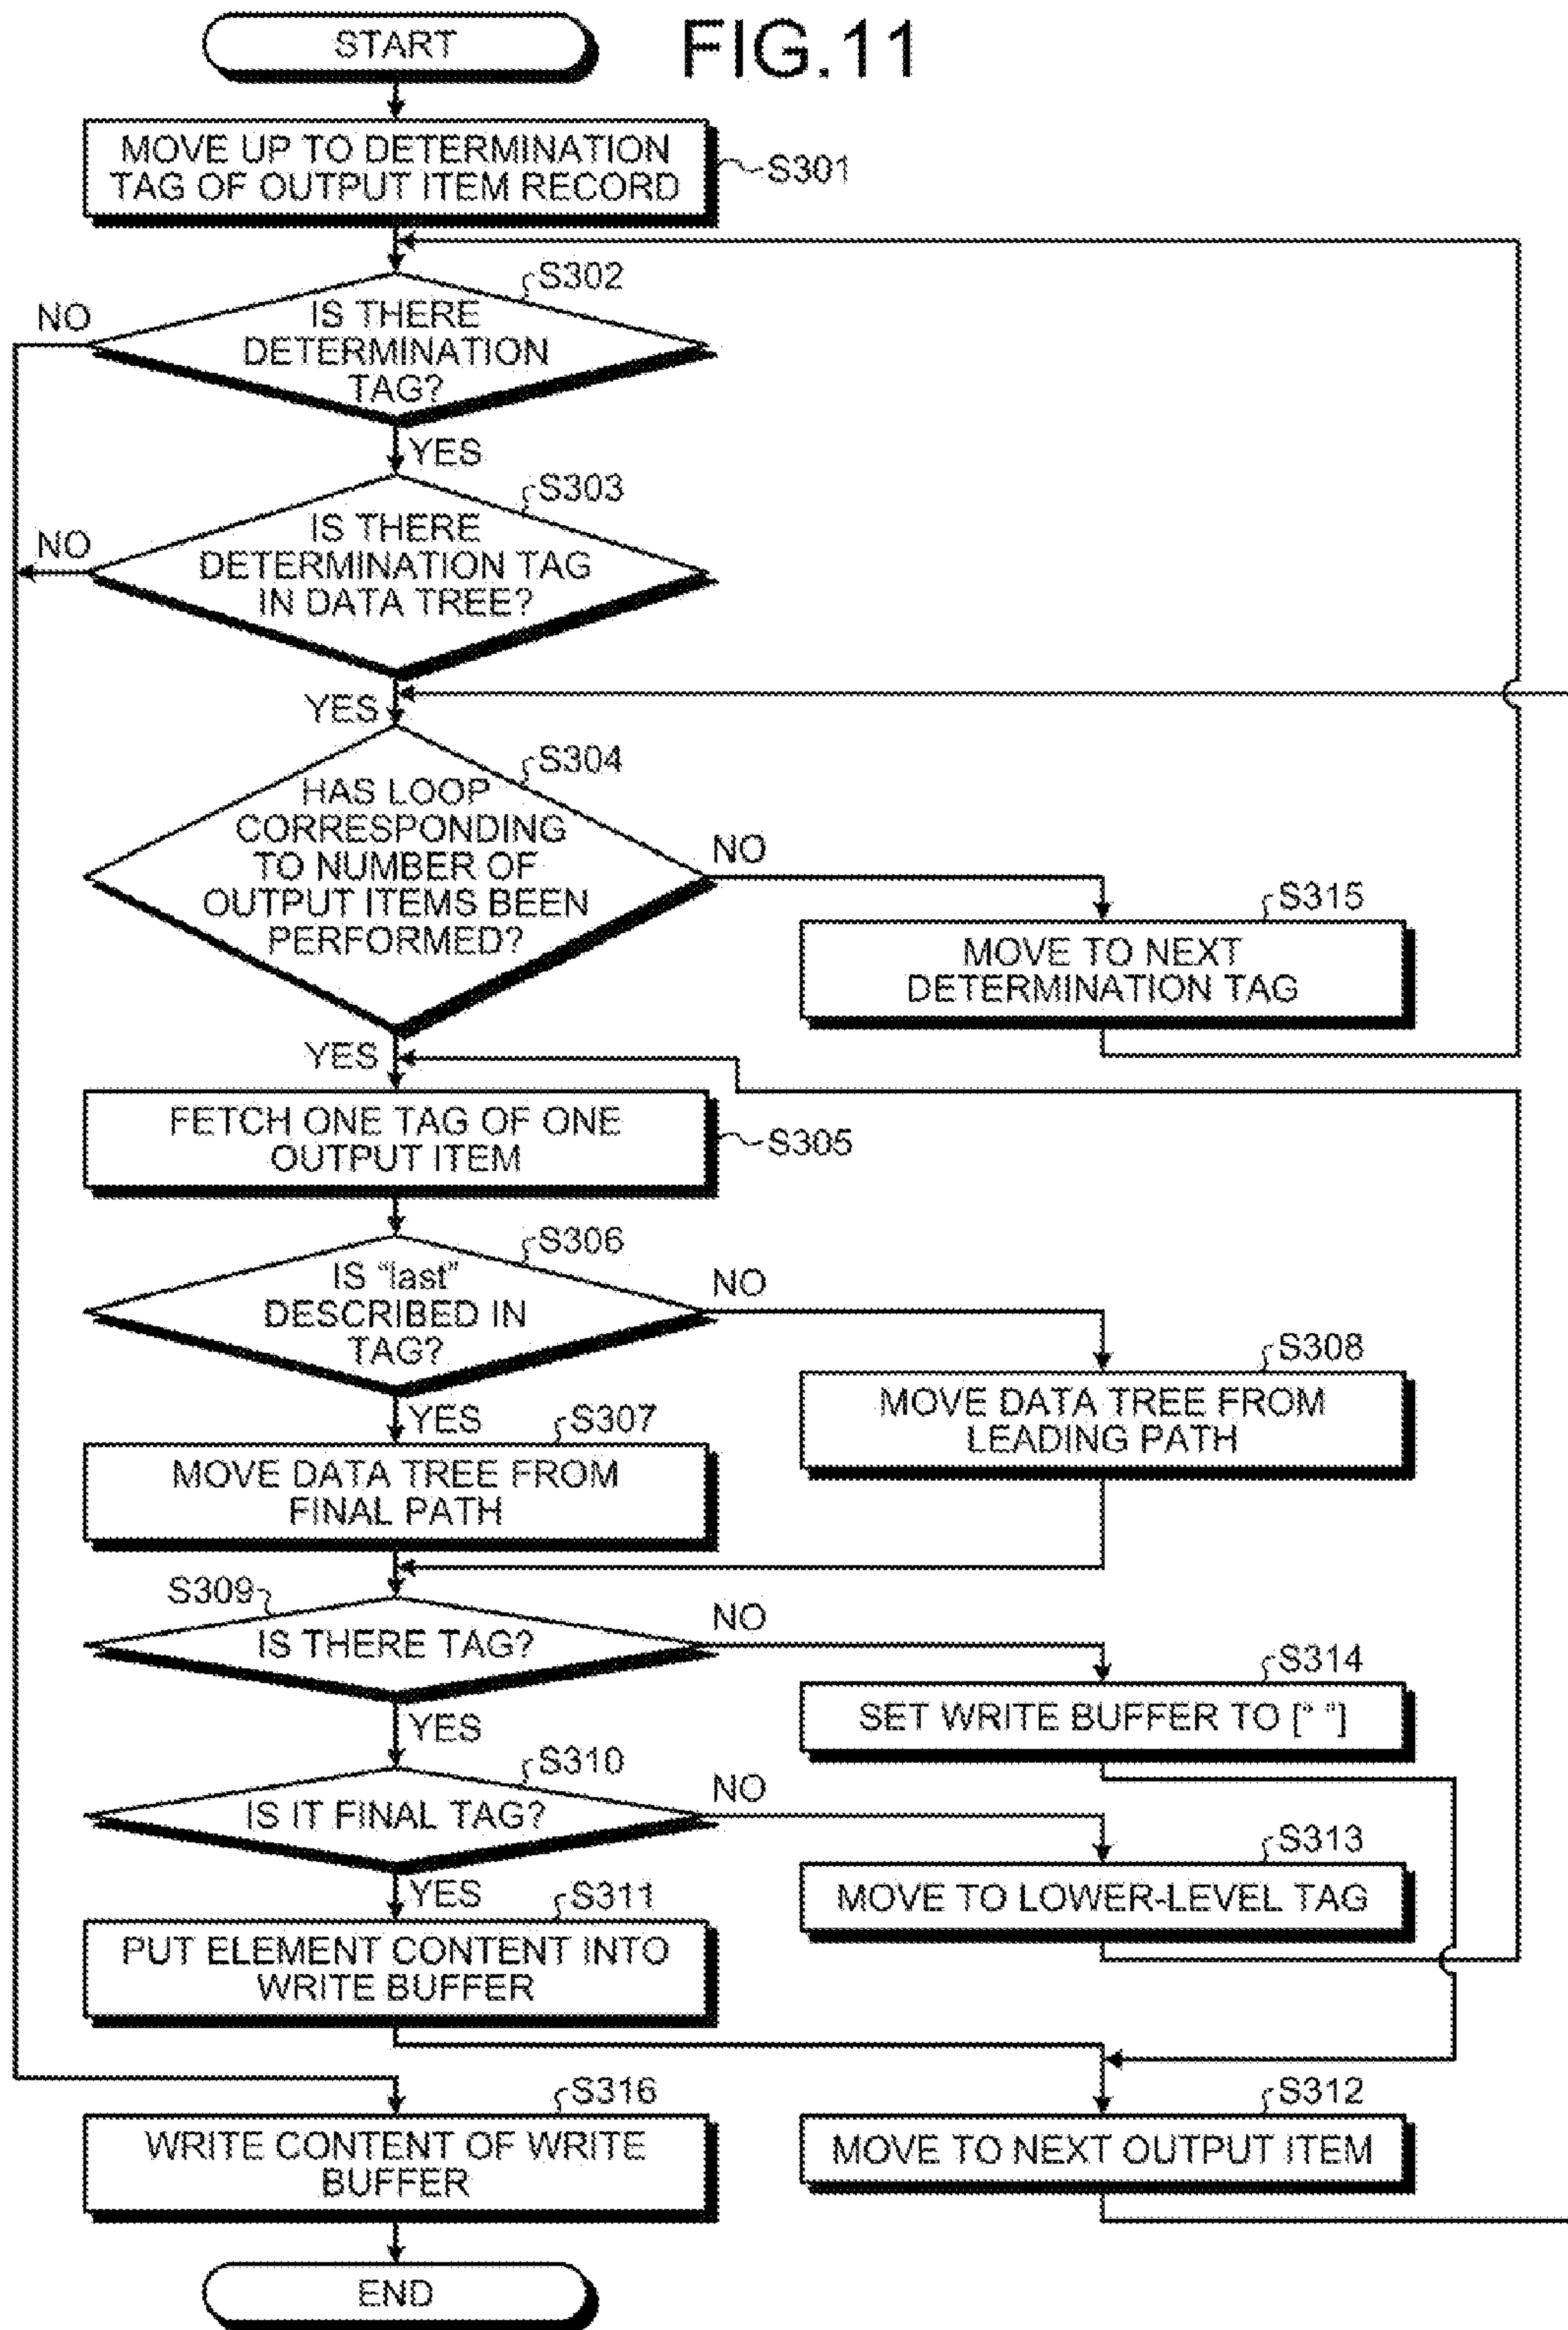 START
FIG.11
MOVE UP TO DETERMINATION
TAG OF OUTPUT ITEM RECORD
S301
S302
NO
IS THERE
DETERMINATION
TAG?
YES
S303
NO
IS THERE
DETERMINATION TAG
IN DATA TREE?
YES
S304
HAS LOOP
CORRESPONDING
TO NUMBER OF
OUTPUT ITEMS BEEN
PERFORMED?
NO
S315
MOVE TO NEXT
DETERMINATION TAG
YES
FETCH ONE TAG OF ONE
OUTPUT ITEM
S305
S306
IS “last”
DESCRIBED IN
TAG?
NO
S308
MOVE DATA TREE FROM
LEADING PATH
YES
S307
MOVE DATA TREE FROM
FINAL PATH
S309
NO
IS THERE TAG?
S314
SET WRITE BUFFER TO [“ “]
YES
S310
NO
IS IT FINAL TAG?
S313
MOVE TO LOWER-LEVEL TAG
YES
S311
PUT ELEMENT CONTENT INTO
WRITE BUFFER
S316
S312
WRITE CONTENT OF WRITE
BUFFER
MOVE TO NEXT OUTPUT ITEM
END